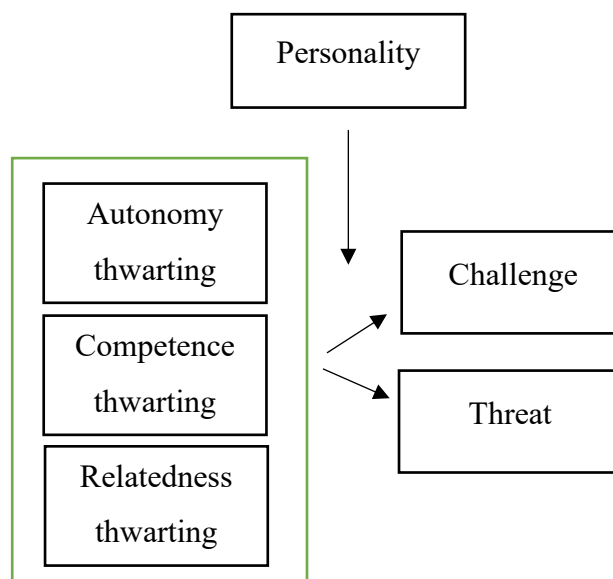 Personality
Autonomy
thwarting
Challenge
Competence
thwarting
Threat
Relatedness
thwarting